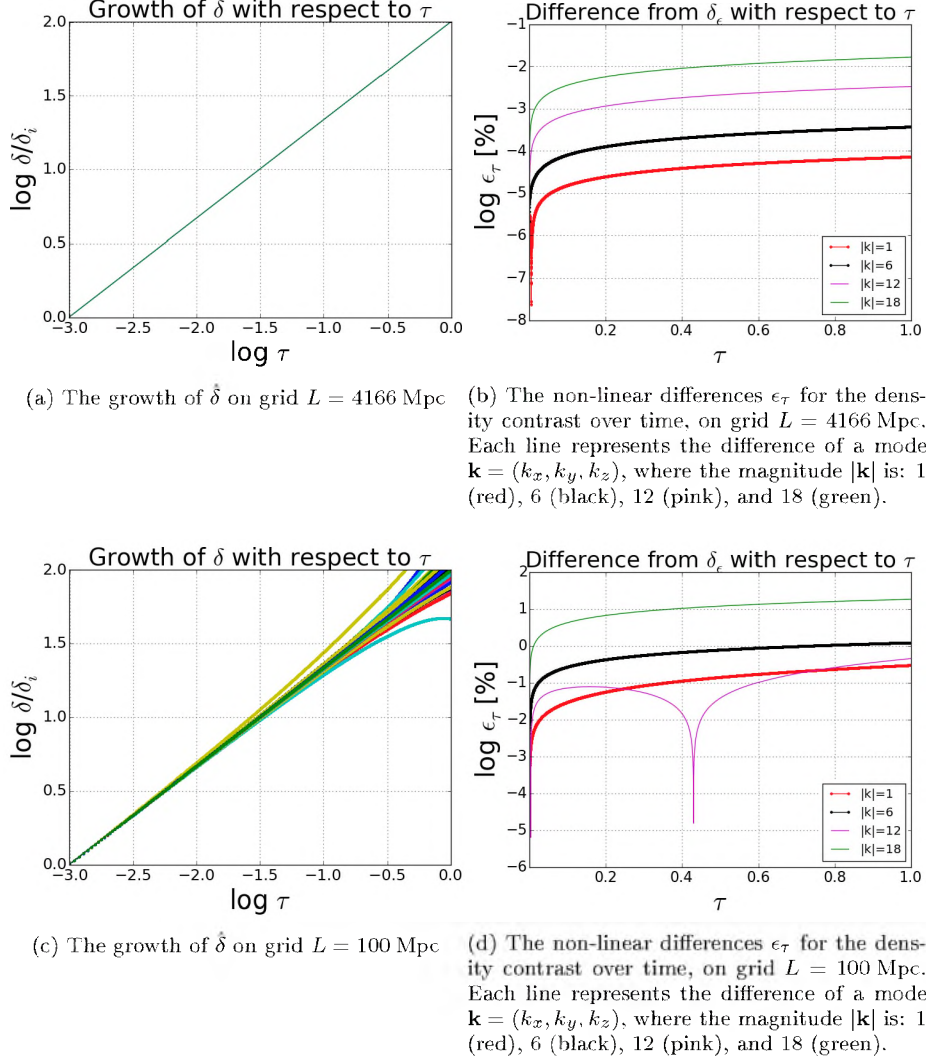 Growth of δ with respect to τ
2.0
1.5
1.0
0.5
0.0
log δ/δᵢ
−3.0 −2.5 −2.0 −1.5 −1.0 −0.5 0.0
log τ
(a) The growth of δ̂ on grid L = 4166 Mpc
Difference from δ_ϵ with respect to τ
−1
−2
−3
−4
−5
−6
−7
−8
log ϵ_τ [%]
|k|=1
|k|=6
|k|=12
|k|=18
0.2 0.4 0.6 0.8 1.0
τ
(b) The non-linear differences ϵ_τ for the den-
sity contrast over time, on grid L = 4166 Mpc.
Each line represents the difference of a mode
k = (kₓ, k_y, k_z), where the magnitude |k| is: 1
(red), 6 (black), 12 (pink), and 18 (green).
Growth of δ with respect to τ
2.0
1.5
1.0
0.5
0.0
log δ/δᵢ
−3.0 −2.5 −2.0 −1.5 −1.0 −0.5 0.0
log τ
(c) The growth of δ̂ on grid L = 100 Mpc
Difference from δ_ϵ with respect to τ
2
1
0
−1
−2
−3
−4
−5
−6
log ϵ_τ [%]
|k|=1
|k|=6
|k|=12
|k|=18
0.2 0.4 0.6 0.8 1.0
τ
(d) The non-linear differences ϵ_τ for the den-
sity contrast over time, on grid L = 100 Mpc.
Each line represents the difference of a mode
k = (kₓ, k_y, k_z), where the magnitude |k| is: 1
(red), 6 (black), 12 (pink), and 18 (green).